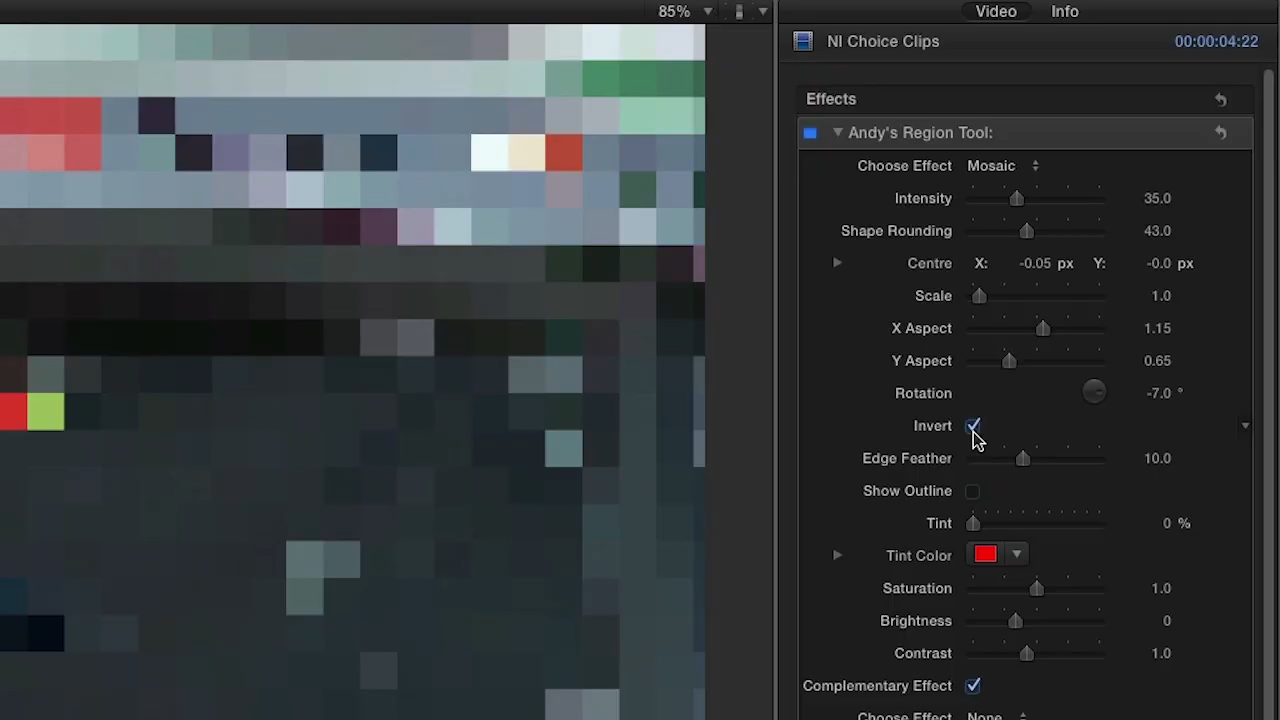 85%
Video Info
NI Choice Clips 00:00:04:22
Effects
Andy's Region Tool:
Choose Effect Mosaic
Intensity 35.0
Shape Rounding 43.0
Centre X: -0.05 px Y: -0.0 px
Scale 1.0
X Aspect 1.15
Y Aspect 0.65
Rotation -7.0 °
Invert
Edge Feather 10.0
Show Outline
Tint 0 %
Tint Color
Saturation 1.0
Brightness 0
Contrast 1.0
Complementary Effect
Choose Effect None